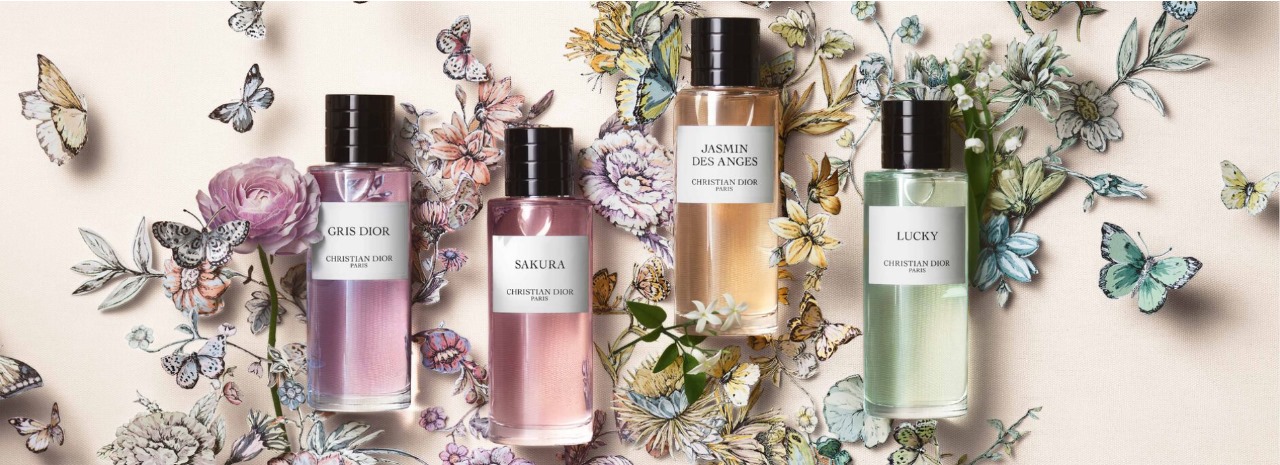 GRIS DIOR
CHRISTIAN DIOR
PARIS
SAKURA
CHRISTIAN DIOR
PARIS
JASMIN
DES ANGES
CHRISTIAN DIOR
PARIS
LUCKY
CHRISTIAN DIOR
PARIS